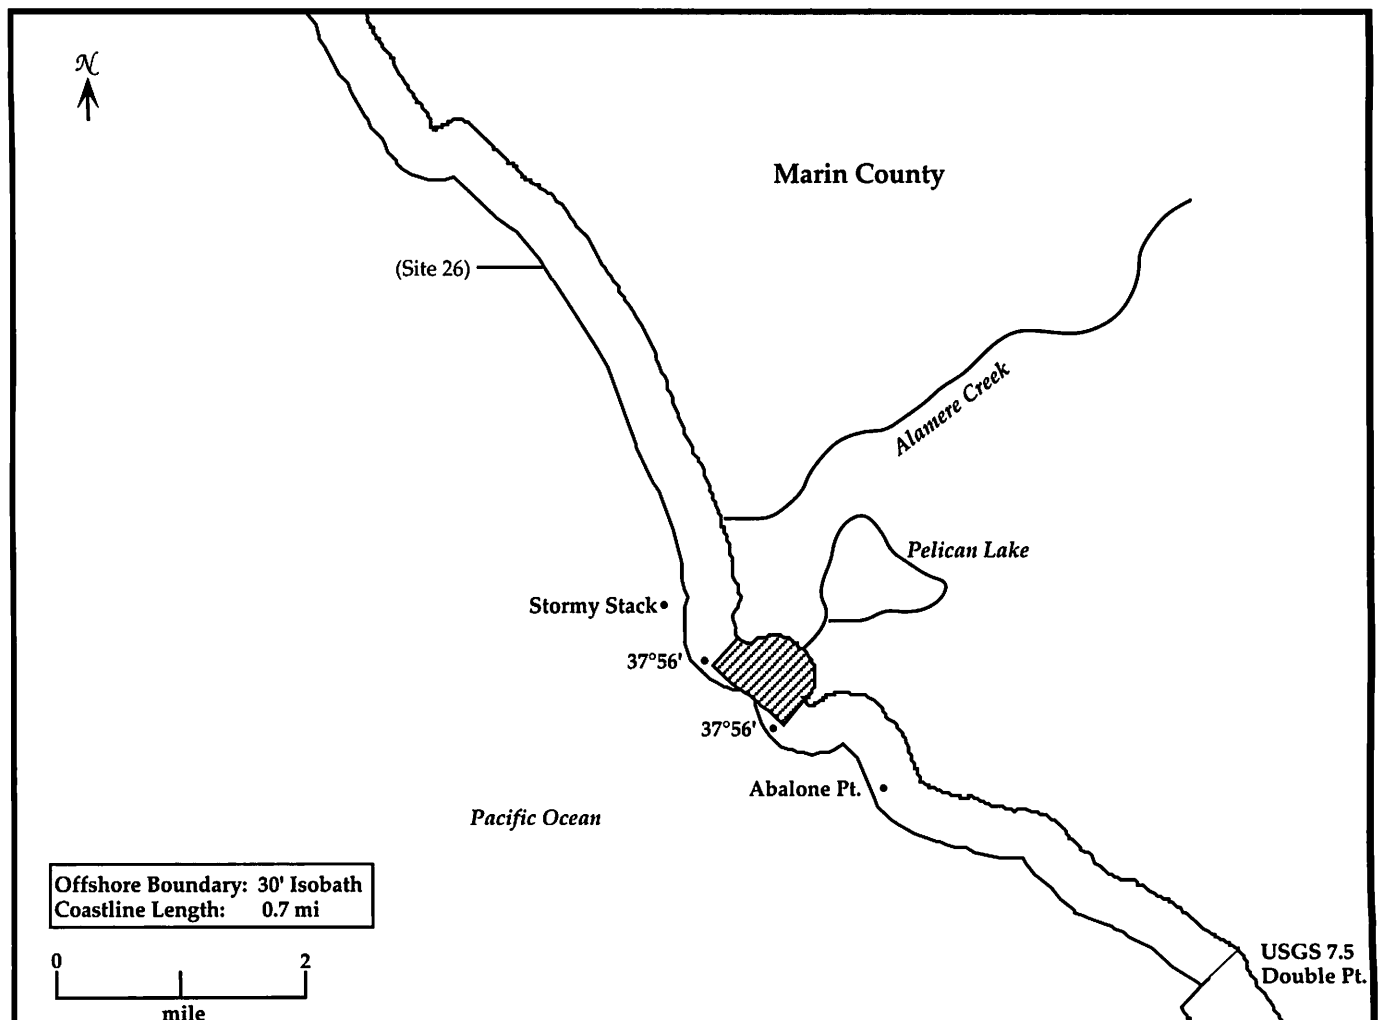 N
Marin County
(Site 26)
Alamere Creek
Pelican Lake
Stormy Stack
37°56'
37°56'
Abalone Pt.
Pacific Ocean
Offshore Boundary: 30' Isobath
Coastline Length: 0.7 mi
0 2
mile
USGS 7.5
Double Pt.